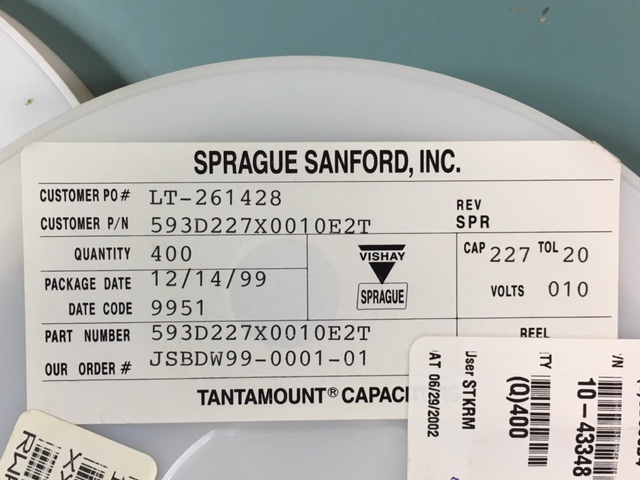 SPRAGUE SANFORD, INC.
CUSTOMER PO # LT-261428
REV
CUSTOMER P/N 593D227X0010E2T SPR
QUANTITY 400
VISHAY
SPRAGUE
CAP 227 TOL 20
PACKAGE DATE 12/14/99
VOLTS 010
DATE CODE 9951
PART NUMBER 593D227X0010E2T REEL
OUR ORDER # JSBDW99-0001-01
TANTAMOUNT®
AT 06/29/2002
User STKRM
TY
(Q)400
/N
10-43348